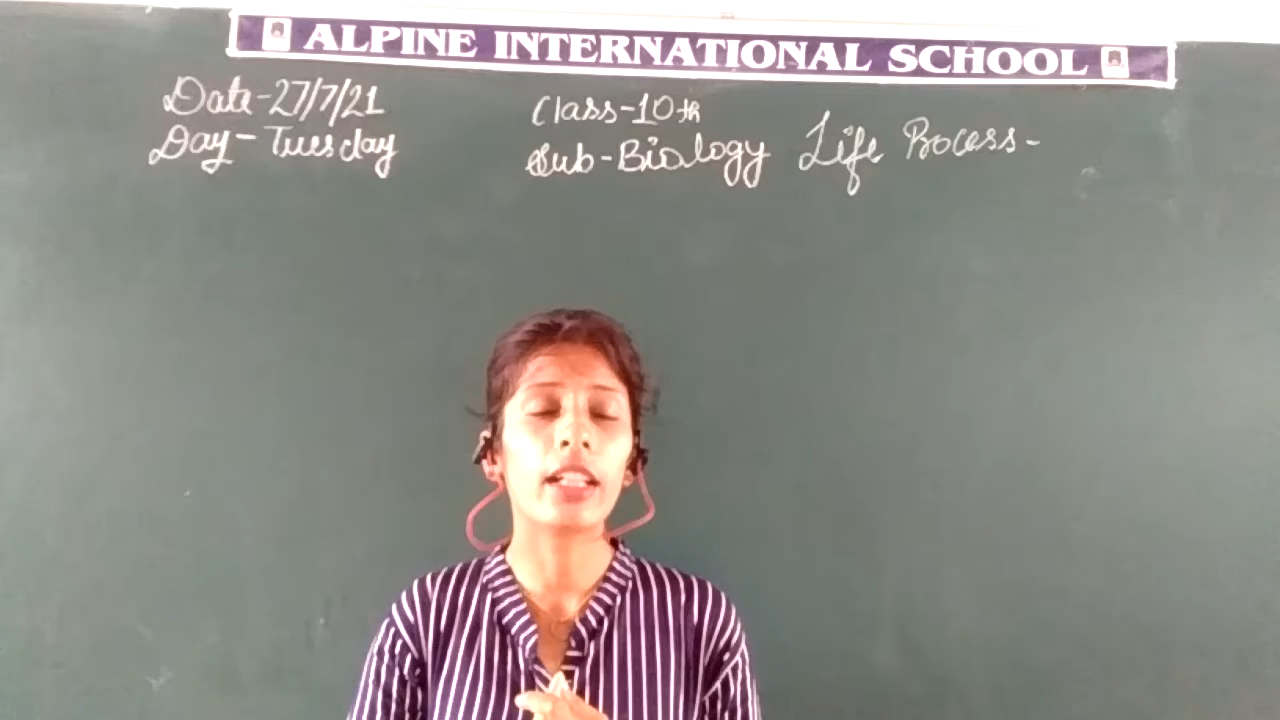 ALPINE INTERNATIONAL SCHOOL
Date-27/7/21
Day-Tuesday
Class-10th
Sub-Biology
Life Process-